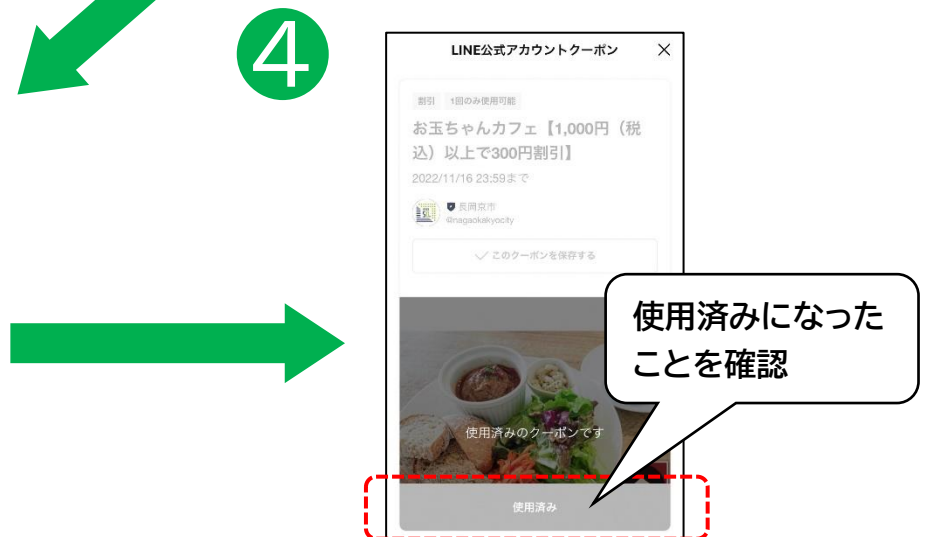 4
LINE公式アカウントクーポン
割引 1回のみ使用可能
お玉ちゃんカフェ【1,000円（税
込）以上で300円割引】
2022/11/16 23:59まで
長岡京市
@nagaokakyocity
このクーポンを保存する
使用済みになった
ことを確認
使用済みのクーポンです
使用済み